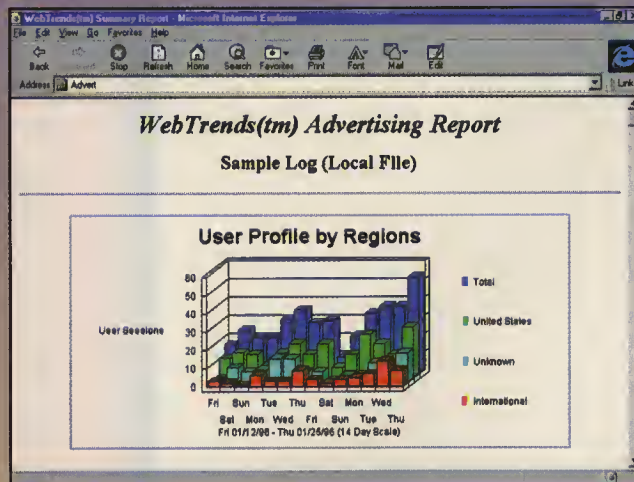 WebTrends(tm) Summary Report - Microsoft Internet Explorer
File Edit View Go Favorites Help
Back Stop Refresh Home Search Favorites Print Font Mail Edit
Address Advert Link
WebTrends(tm) Advertising Report
Sample Log (Local File)
User Profile by Regions
User Sessions
80
50
40
30
20
10
0
Total
United States
Unknown
International
Fri Sun Tue Thu Sat Mon Wed
Sat Mon Wed Fri Sun Tue Thu
Fri 01/12/96 - Thu 01/25/96 (14 Day Scale)